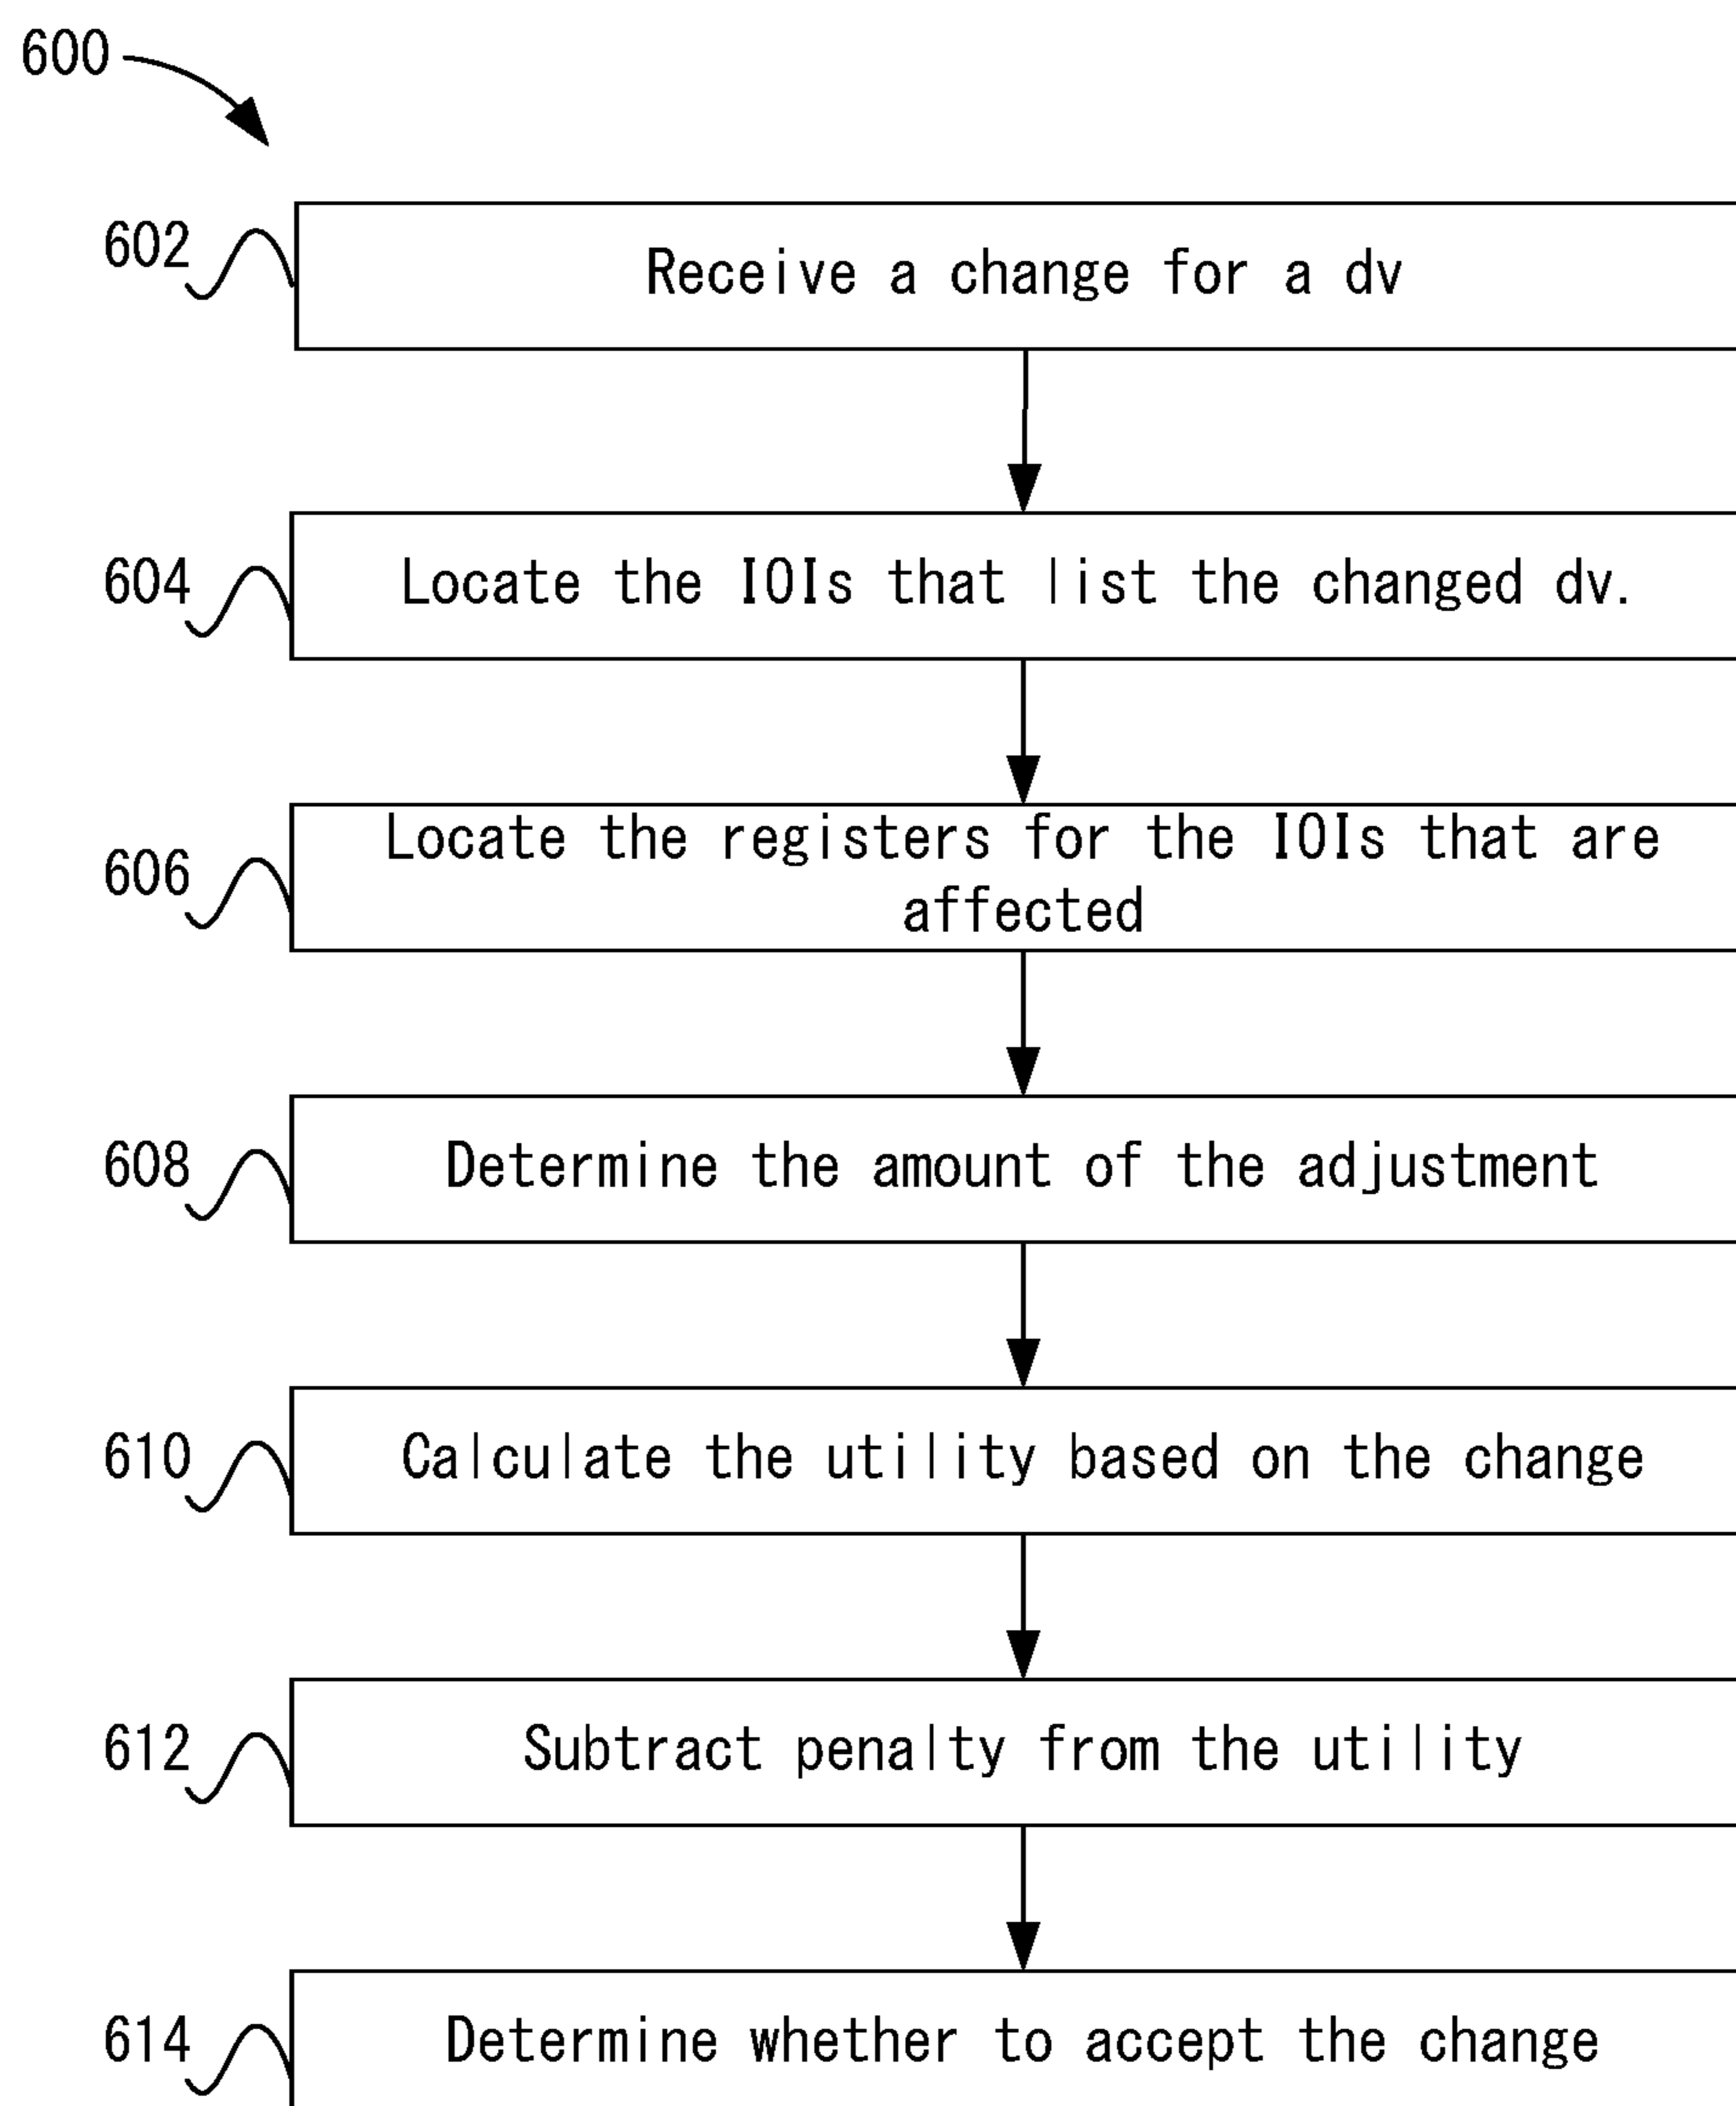 600
602
Receive a change for a dv
604
Locate the IOIs that list the changed dv.
606
Locate the registers for the IOIs that are
affected
608
Determine the amount of the adjustment
610
Calculate the utility based on the change
612
Subtract penalty from the utility
614
Determine whether to accept the change